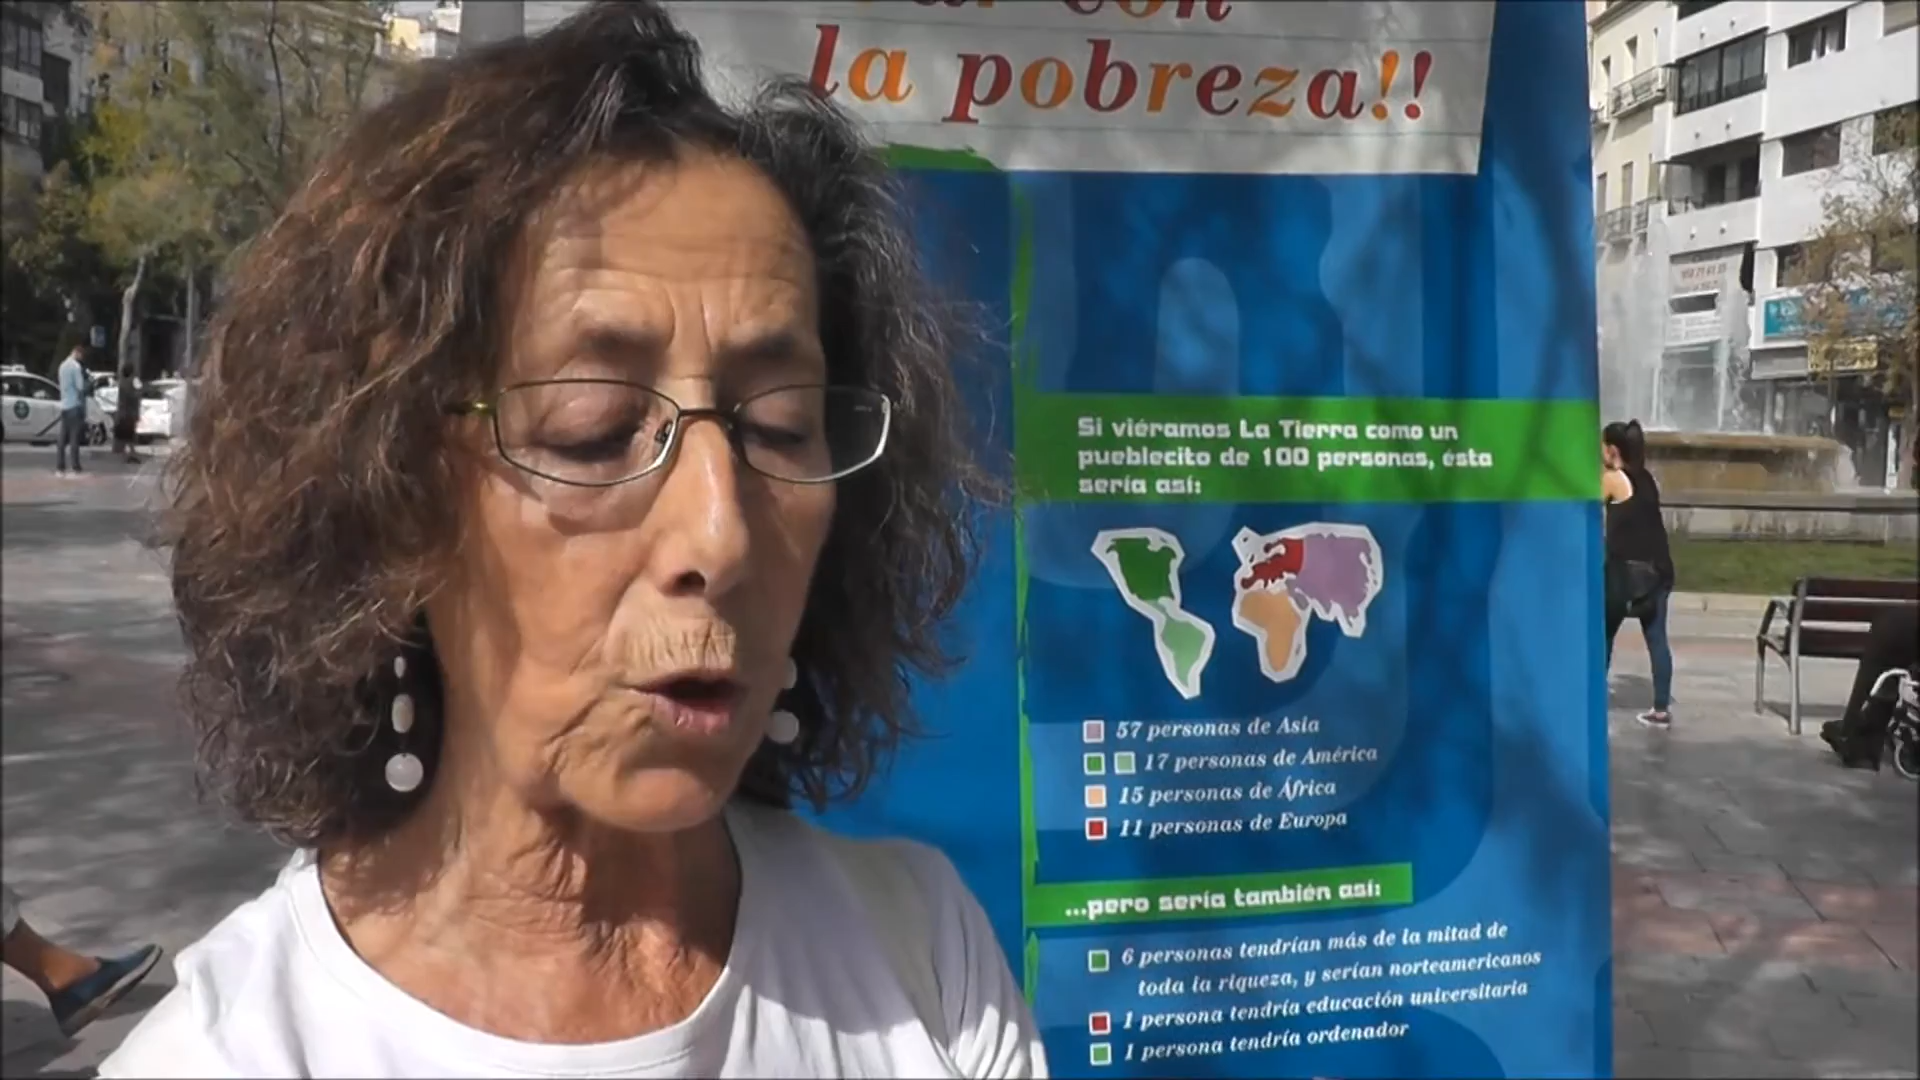 con
la pobreza!!
Si viéramos La Tierra como un
pueblecito de 100 personas, ésta
sería así:
57 personas de Asia
17 personas de América
15 personas de África
11 personas de Europa
...pero sería también así:
6 personas tendrían más de la mitad de
toda la riqueza, y serían norteamericanos
1 persona tendría educación universitaria
1 persona tendría ordenador